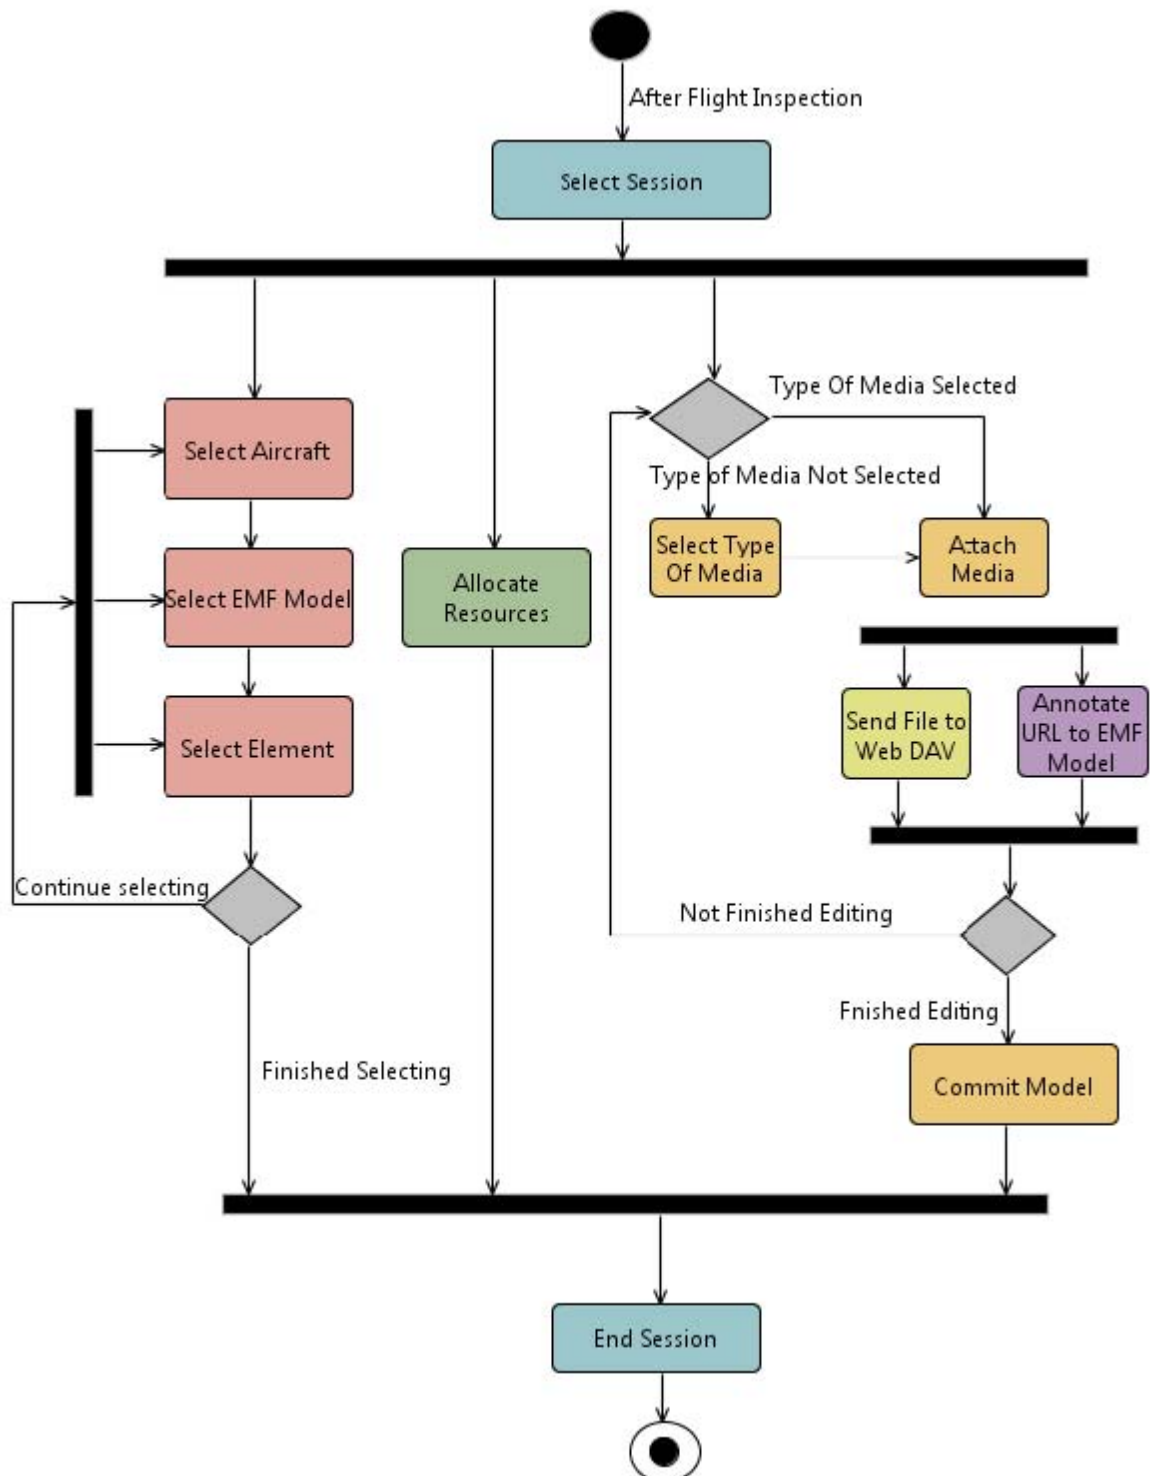 After Flight Inspection
Select Session
Type Of Media Selected
Select Aircraft
Type of Media Not Selected
Select Type
Of Media
Attach
Media
Allocate
Resources
Select EMF Model
Send File to
Web DAV
Annotate
URL to EMF
Model
Select Element
Continue selecting
Not Finished Editing
Fnished Editing
Finished Selecting
Commit Model
End Session